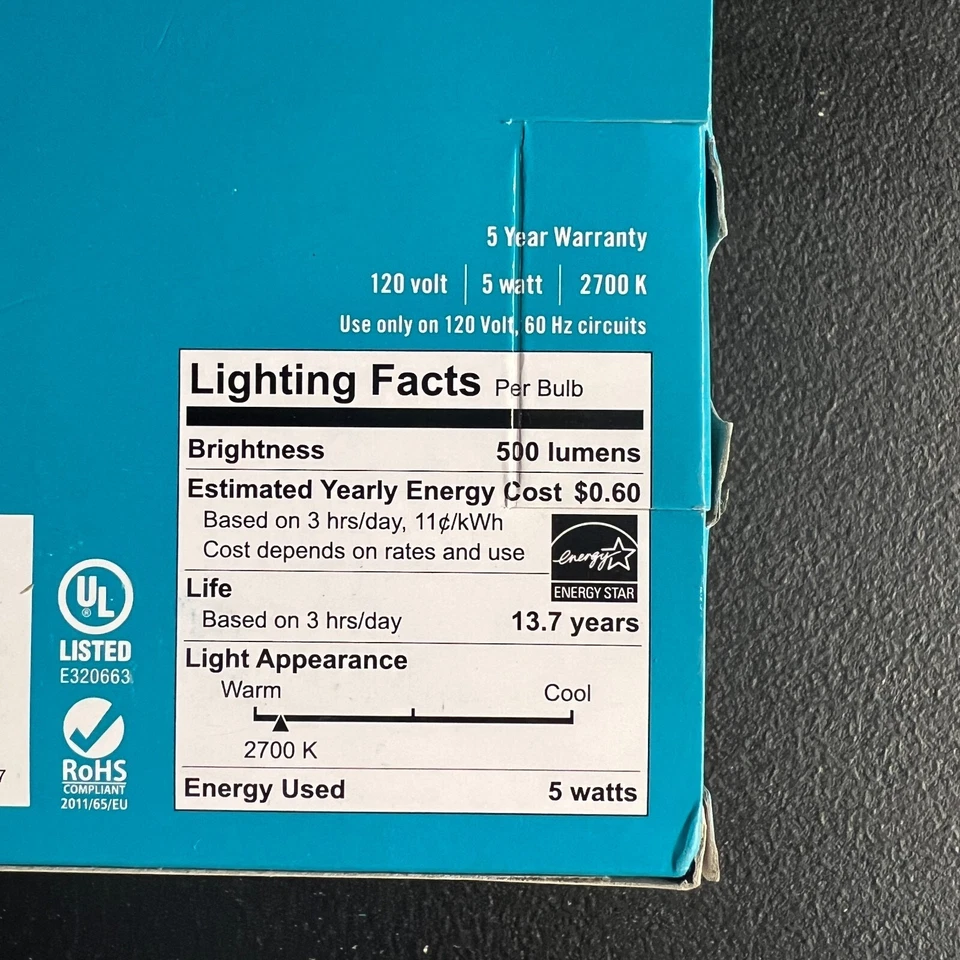 5 Year Warranty
120 volt | 5 watt | 2700 K
Use only on 120 Volt, 60 Hz circuits
Lighting Facts Per Bulb
Brightness 500 lumens
Estimated Yearly Energy Cost $0.60
Based on 3 hrs/day, 11¢/kWh
Cost depends on rates and use
energy
ENERGY STAR
Life
Based on 3 hrs/day 13.7 years
Light Appearance
Warm Cool
2700 K
Energy Used 5 watts
UL
®
LISTED
E320663
RoHS
COMPLIANT
2011/65/EU
7